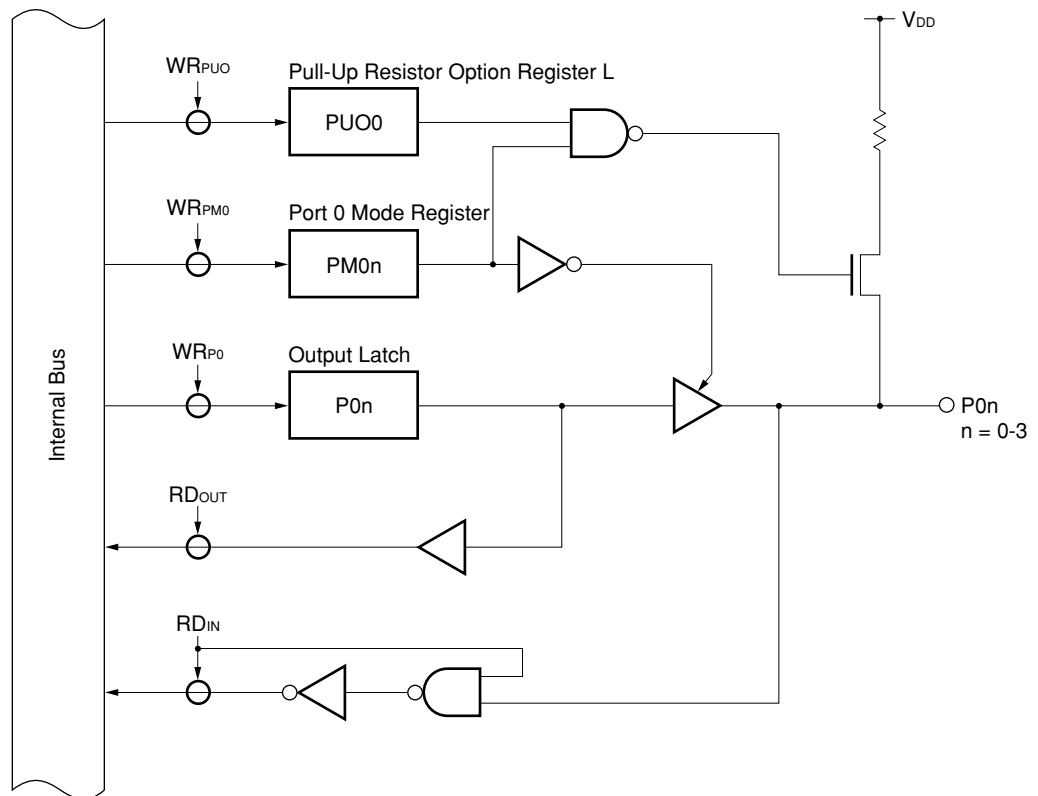 VDD
WRPUO
Pull-Up Resistor Option Register L
PUO0
WRPM0
Port 0 Mode Register
PM0n
WRP0
Output Latch
P0n
P0n
n = 0-3
Internal Bus
RDOUT
RDIN